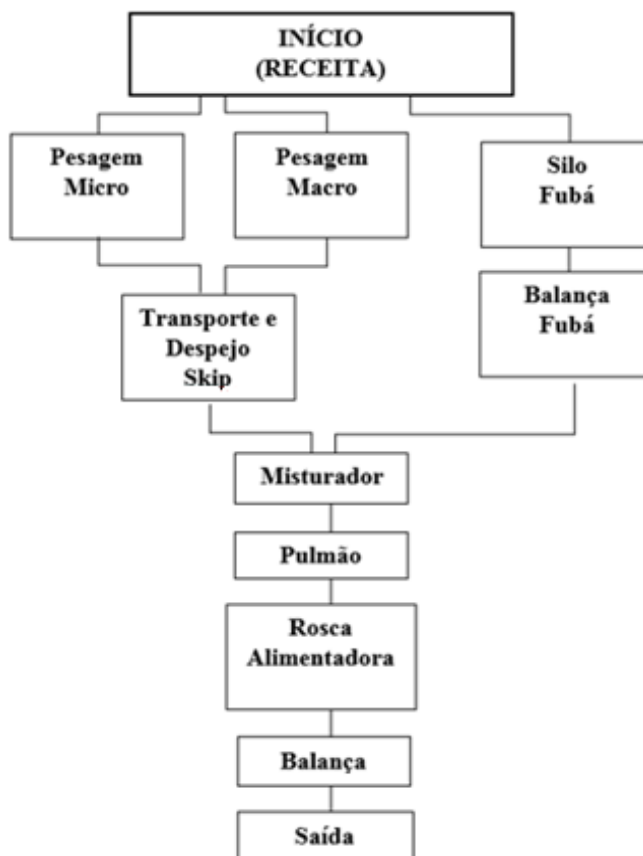 INÍCIO
(RECEITA)
Pesagem
Micro
Pesagem
Macro
Silo
Fubá
Transporte e
Despejo
Skip
Balança
Fubá
Misturador
Pulmão
Rosca
Alimentadora
Balança
Saída